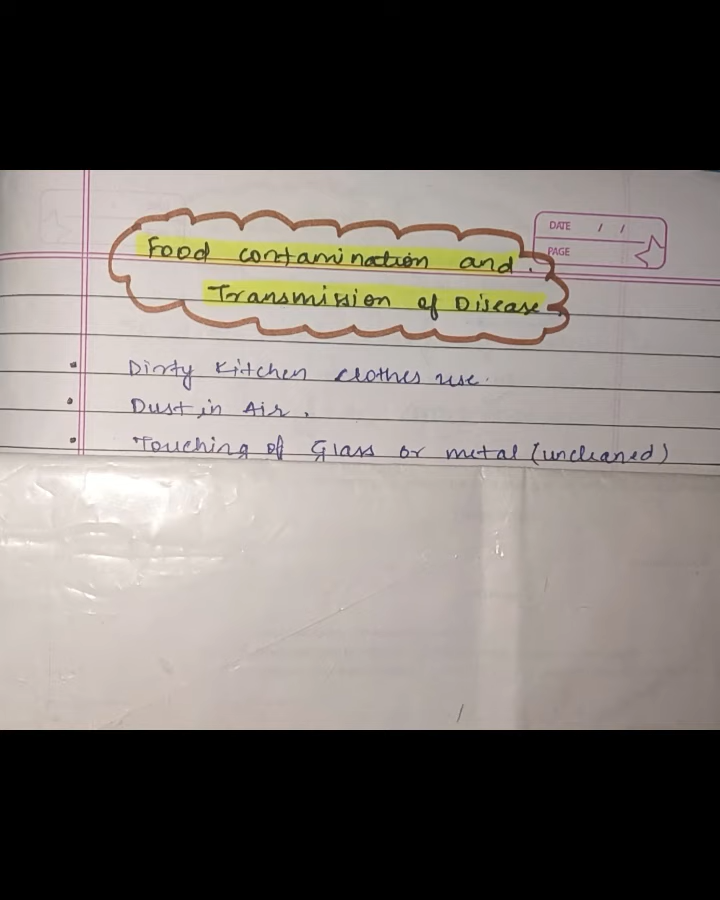 DATE / /
PAGE
Food contamination and
Transmission of Disease
• Dirty Kitchen clothes use.
• Dust in Air.
• Touching of Glass or metal (uncleaned)